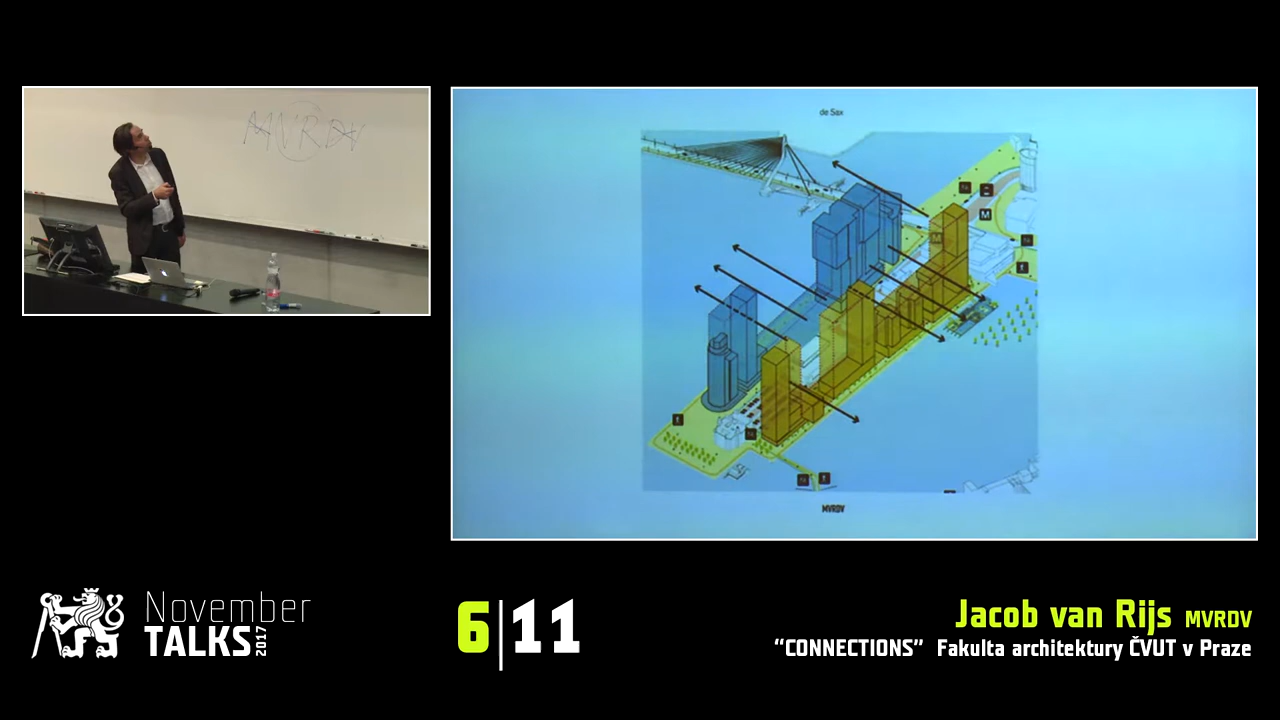 MVRDV
de Sax
M
MVRDV
November
TALKS 2017
6|11
Jacob van Rijs MVRDV
“CONNECTIONS” Fakulta architektury ČVUT v Praze